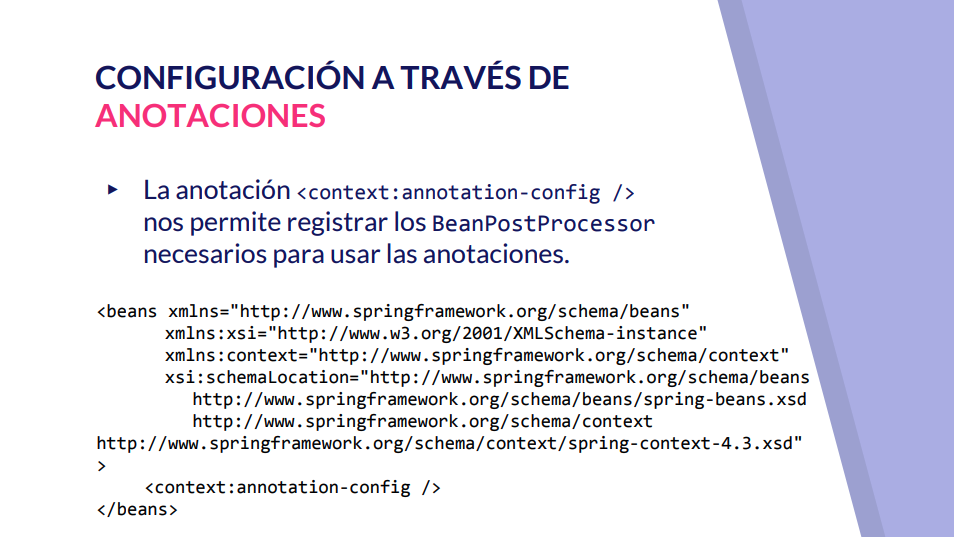 CONFIGURACIÓN A TRAVÉS DE
ANOTACIONES
▸ La anotación <context:annotation-config />
nos permite registrar los BeanPostProcessor
necesarios para usar las anotaciones.
<beans xmlns="http://www.springframework.org/schema/beans"
xmlns:xsi="http://www.w3.org/2001/XMLSchema-instance"
xmlns:context="http://www.springframework.org/schema/context"
xsi:schemaLocation="http://www.springframework.org/schema/beans
http://www.springframework.org/schema/beans/spring-beans.xsd
http://www.springframework.org/schema/context
http://www.springframework.org/schema/context/spring-context-4.3.xsd"
>
<context:annotation-config />
</beans>